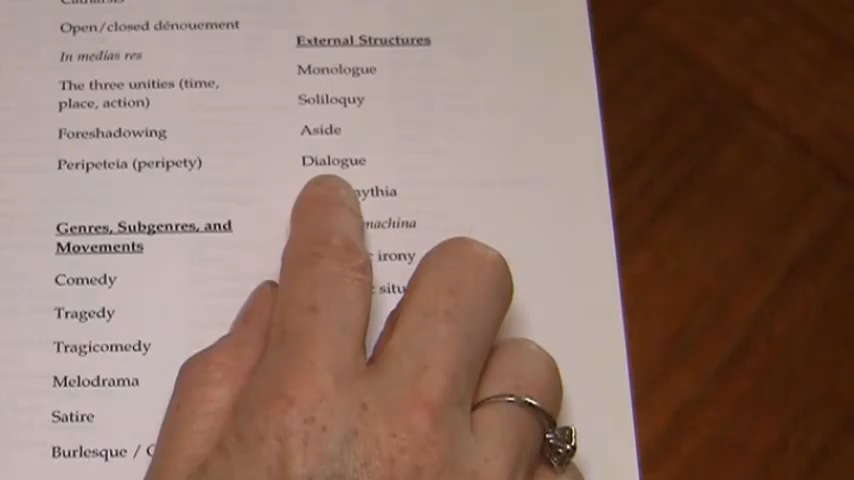 Open/closed dénouement
In medias res
The three unities (time,
place, action)
Foreshadowing
Peripeteia (peripety)
Genres, Subgenres, and
Movements
Comedy
Tragedy
Tragicomedy
Melodrama
Satire
Burlesque /
External Structures
Monologue
Soliloquy
Aside
Dialogue
machina
irony